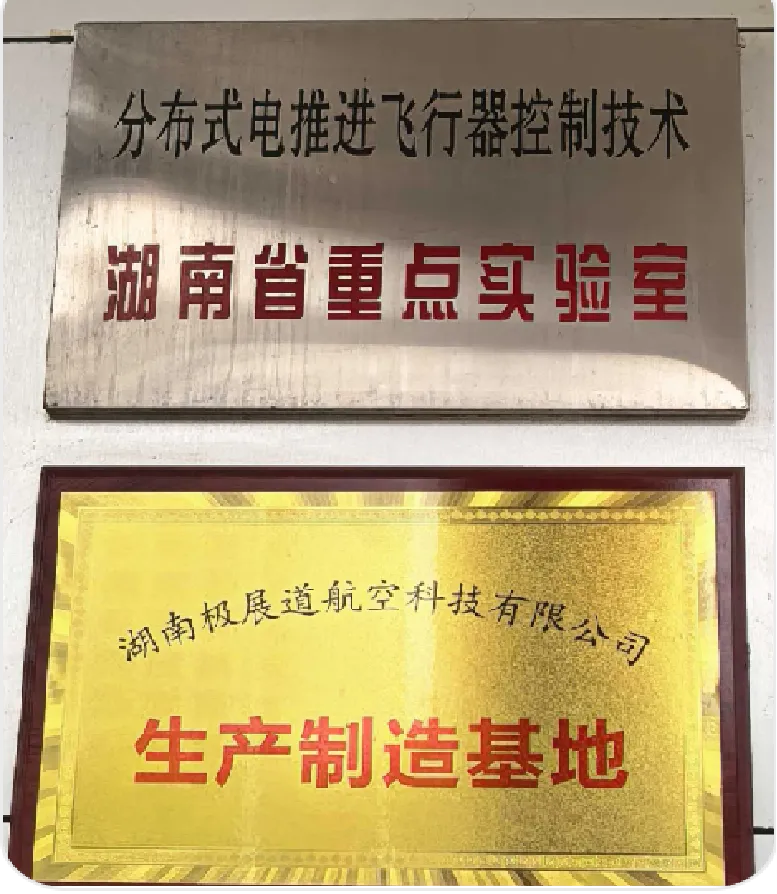 分布式电推进飞行器控制技术
湖南省重点实验室
湖南极展道航空科技有限公司
生产制造基地